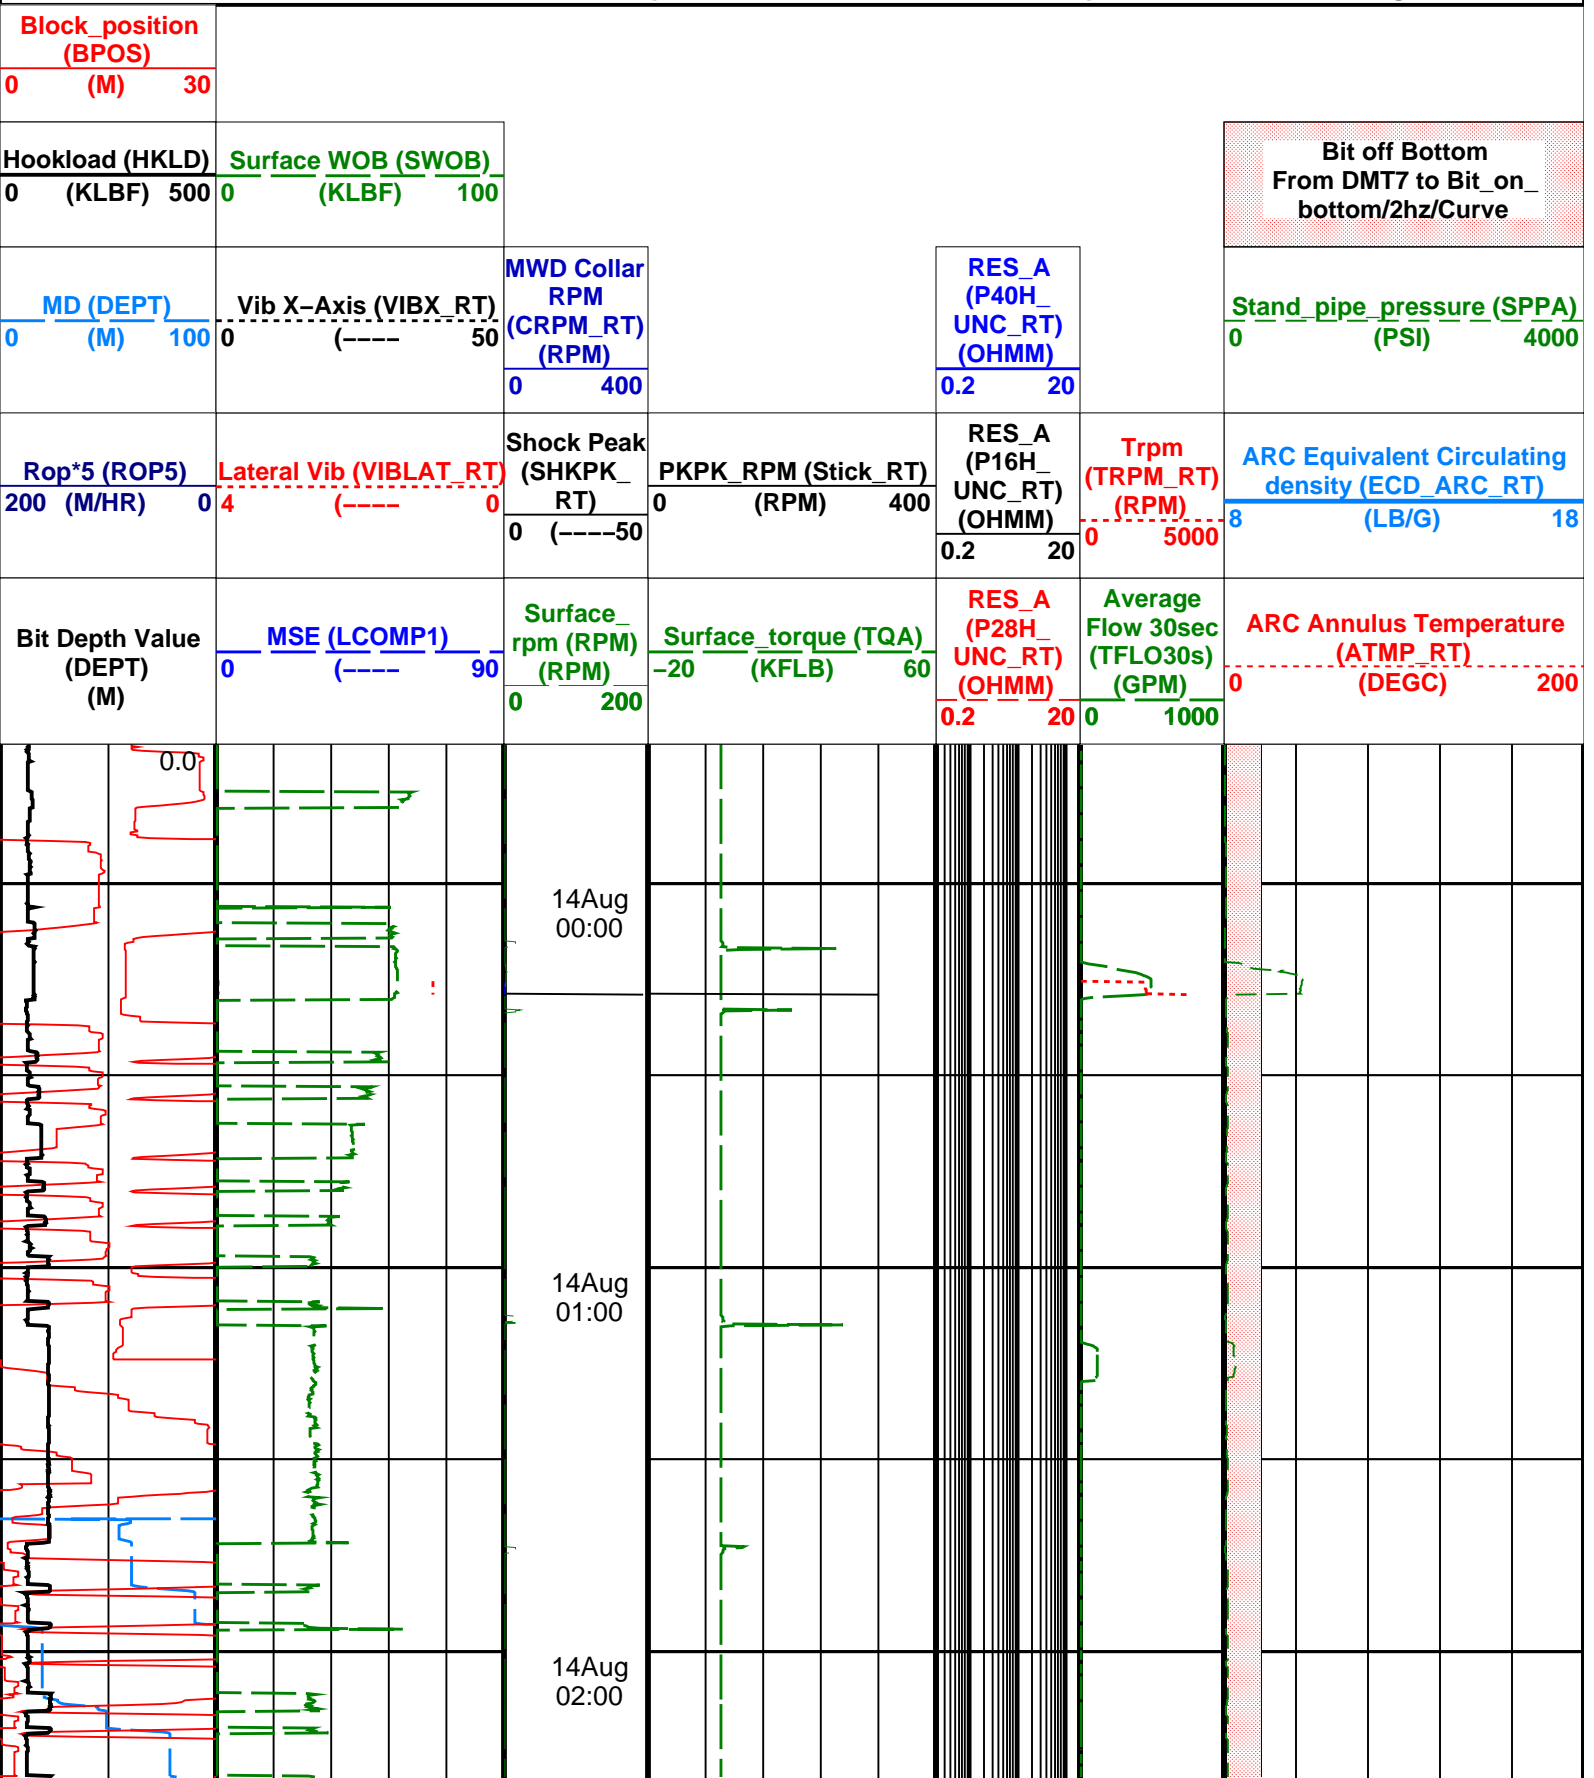 Block_position
(BPOS)
0 (M) 30
Hookload (HKLD)
0 (KLBF) 500
Surface WOB (SWOB)
0 (KLBF) 100
Bit off Bottom
From DMT7 to Bit_on_
bottom/2hz/Curve
MD (DEPT)
0 (M) 100
Vib X−Axis (VIBX_RT)
0 (−−−− 50
MWD Collar
RPM
(CRPM_RT)
(RPM)
0 400
RES_A
(P40H_
UNC_RT)
(OHMM)
0.2 20
Stand_pipe_pressure (SPPA)
0 (PSI) 4000
Rop*5 (ROP5)
200 (M/HR) 0
Lateral Vib (VIBLAT_RT)
4 (−−−− 0
Shock Peak
(SHKPK_
RT)
0 (−−−−50
PKPK_RPM (Stick_RT)
0 (RPM) 400
RES_A
(P16H_
UNC_RT)
(OHMM)
0.2 20
Trpm
(TRPM_RT)
(RPM)
0 5000
ARC Equivalent Circulating
density (ECD_ARC_RT)
8 (LB/G) 18
Bit Depth Value
(DEPT)
(M)
MSE (LCOMP1)
0 (−−−− 90
Surface_
rpm (RPM)
(RPM)
0 200
Surface_torque (TQA)
−20 (KFLB) 60
RES_A
(P28H_
UNC_RT)
(OHMM)
0.2 20
Average
Flow 30sec
(TFLO30s)
(GPM)
0 1000
ARC Annulus Temperature
(ATMP_RT)
0 (DEGC) 200
0.0
14Aug
00:00
14Aug
01:00
14Aug
02:00